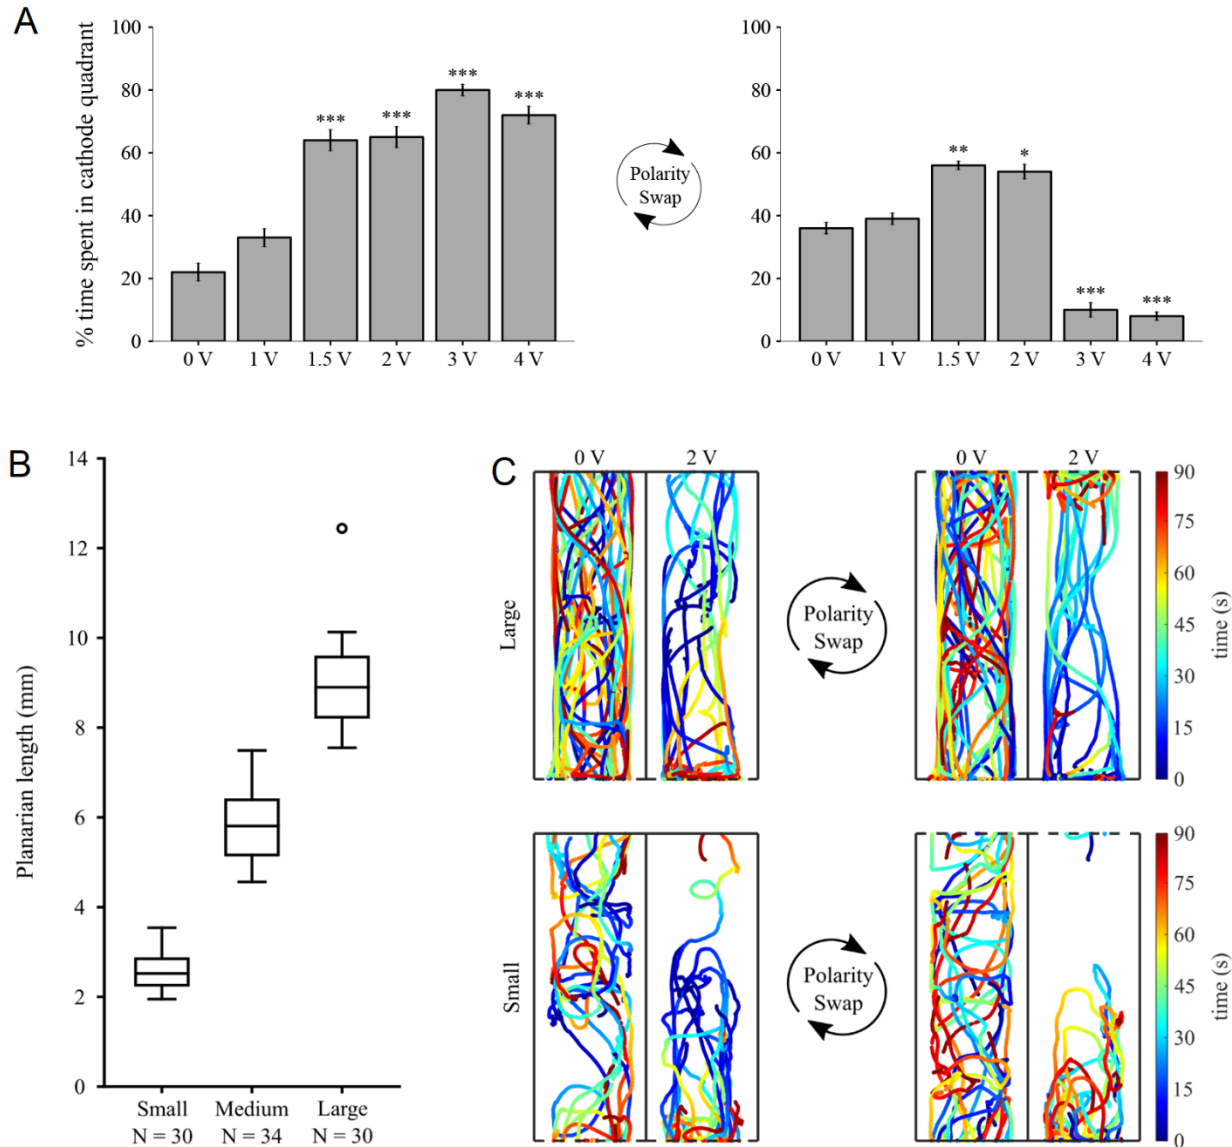 A
% time spent in cathode quadrant
100
80
60
40
20
0
***
***
***
***
0 V
1 V
1.5 V
2 V
3 V
4 V
Polarity
Swap
100
80
60
40
20
0
**
*
***
***
0 V
1 V
1.5 V
2 V
3 V
4 V
B
Planarian length (mm)
14
12
10
8
6
4
2
0
Small
N = 30
Medium
N = 34
Large
N = 30
C
0 V
2 V
Large
Polarity
Swap
0 V
2 V
90
75
60
45
30
15
0
time (s)
Small
Polarity
Swap
90
75
60
45
30
15
0
time (s)